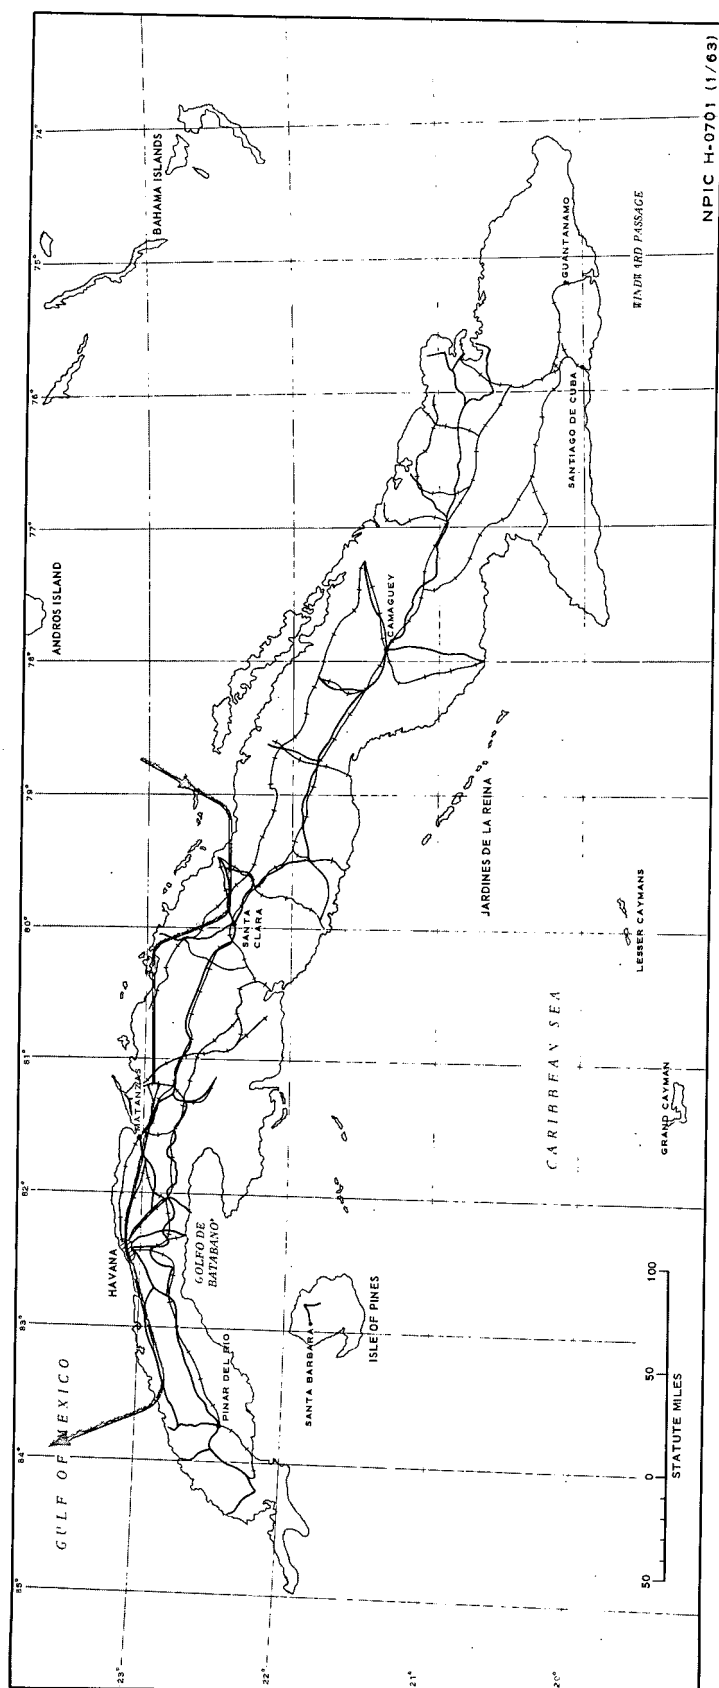 GULF OF MEXICO
HAVANA
MATANZAS
PINAR DEL RIO
GOLFO DE
BATABANO
SANTA BARBARA
ISLE OF PINES
SANTA
CLARA
ANDROS ISLAND
BAHAMA ISLANDS
CAMAGUEY
JARDINES DE LA REINA
CARIBBEAN SEA
LESSER CAYMANS
GRAND CAYMAN
SANTIAGO DE CUBA
GUANTANAMO
WINDWARD PASSAGE
85°
84°
83°
82°
81°
80°
79°
78°
77°
76°
75°
74°
23°
22°
21°
20°
50 0 50 100
STATUTE MILES
NPIC H-0701 (1/63)